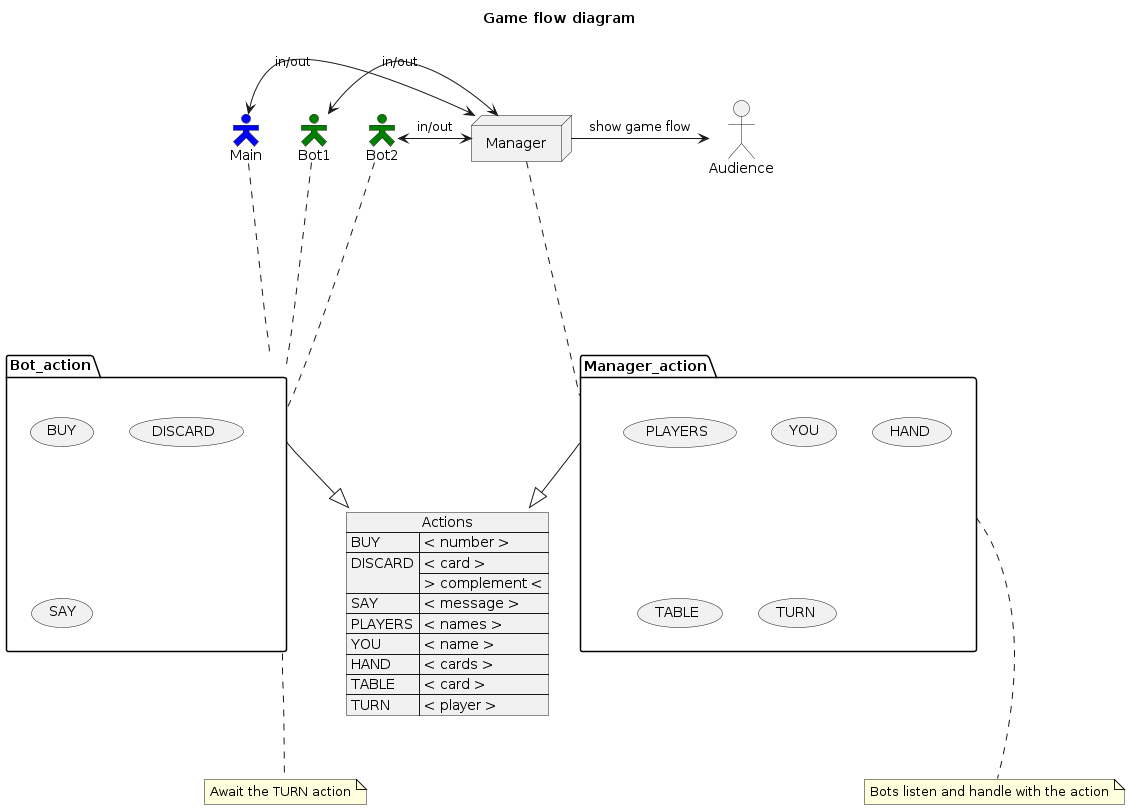 Game flow diagram
in/out
in/out
in/out
show game flow
Main
Bot1
Bot2
Manager
Audience
Bot_action
BUY
DISCARD
SAY
Manager_action
PLAYERS
YOU
HAND
TABLE
TURN
Actions
BUY < number >
DISCARD < card >
> complement <
SAY < message >
PLAYERS < names >
YOU < name >
HAND < cards >
TABLE < card >
TURN < player >
Await the TURN action
Bots listen and handle with the action